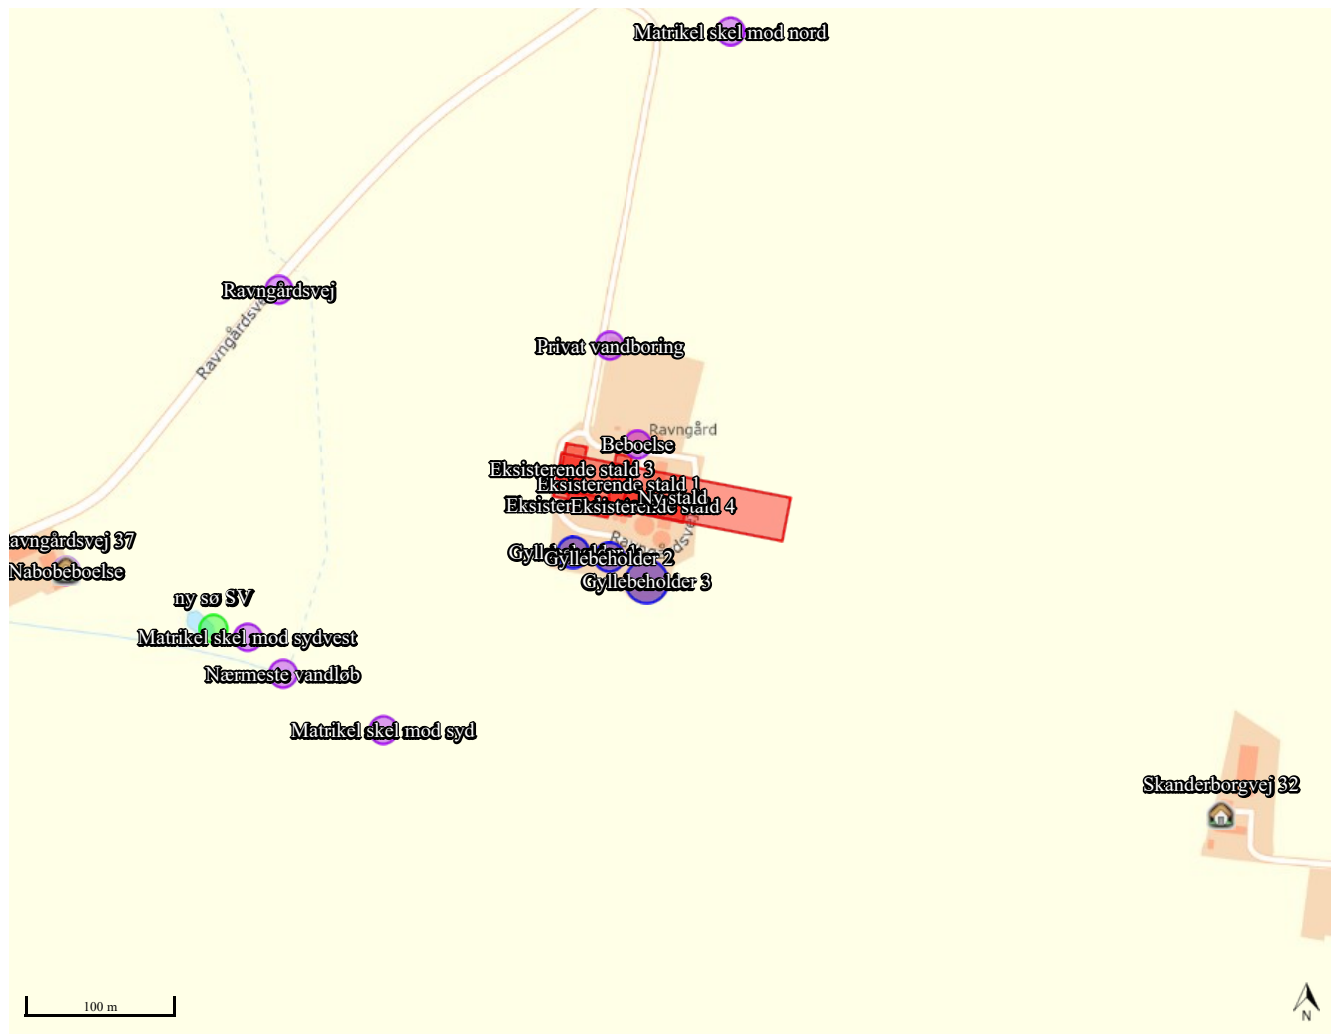 Matrikel skel mod nord
Ravngårdsvej
Ravngårdsve
Privat vandboring
Ravngård
Beboelse
Eksisterende stald 3
Eksisterende stald 1
Ny stald
Eksister
Eksisterende stald 4
Ravngårdsvej
Gyllebeholder 2
Gyllebeholder 3
avngårdsvej 37
Nabobeboelse
ny sø SV
Matrikel skel mod sydvest
Nærmeste vandløb
Matrikel skel mod syd
Skanderborgvej 32
100 m
N